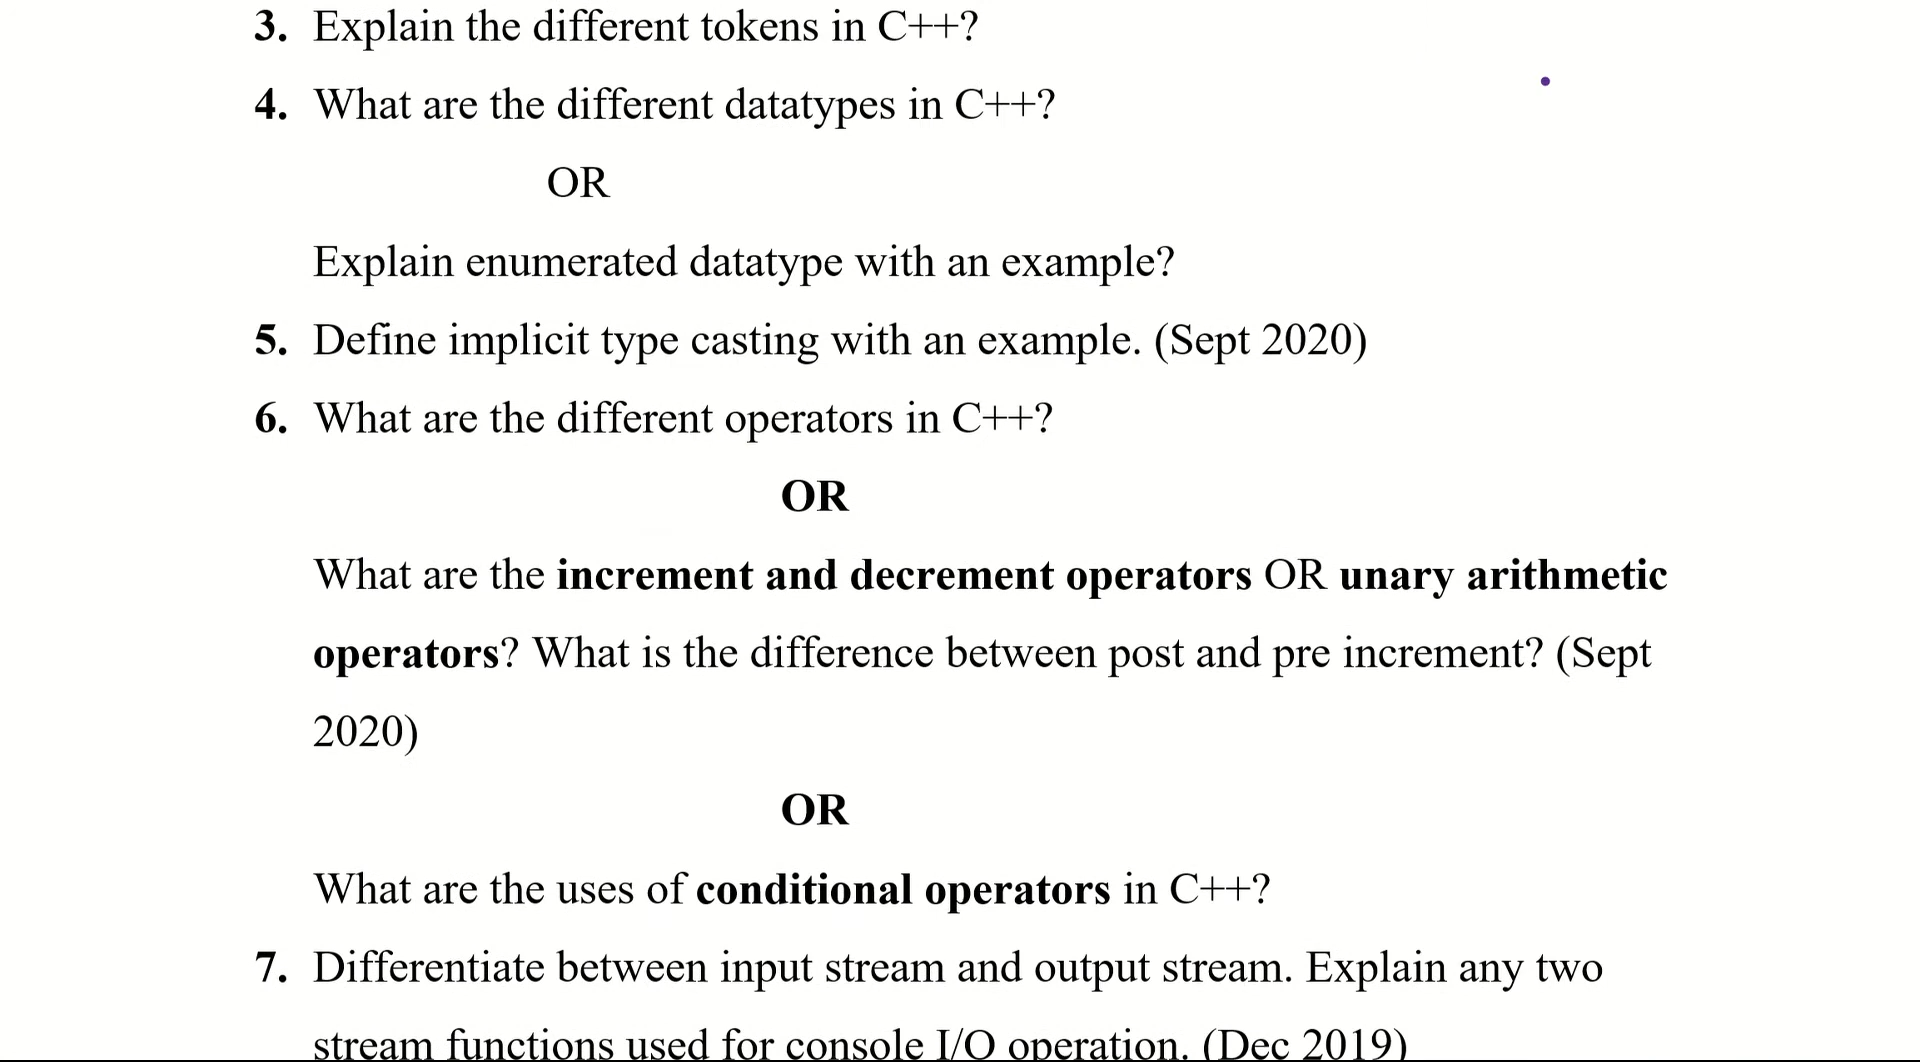 3. Explain the different tokens in C++?
4. What are the different datatypes in C++?
OR
Explain enumerated datatype with an example?
5. Define implicit type casting with an example. (Sept 2020)
6. What are the different operators in C++?
OR
What are the increment and decrement operators OR unary arithmetic
operators? What is the difference between post and pre increment? (Sept
2020)
OR
What are the uses of conditional operators in C++?
7. Differentiate between input stream and output stream. Explain any two
stream functions used for console I/O operation. (Dec 2019)